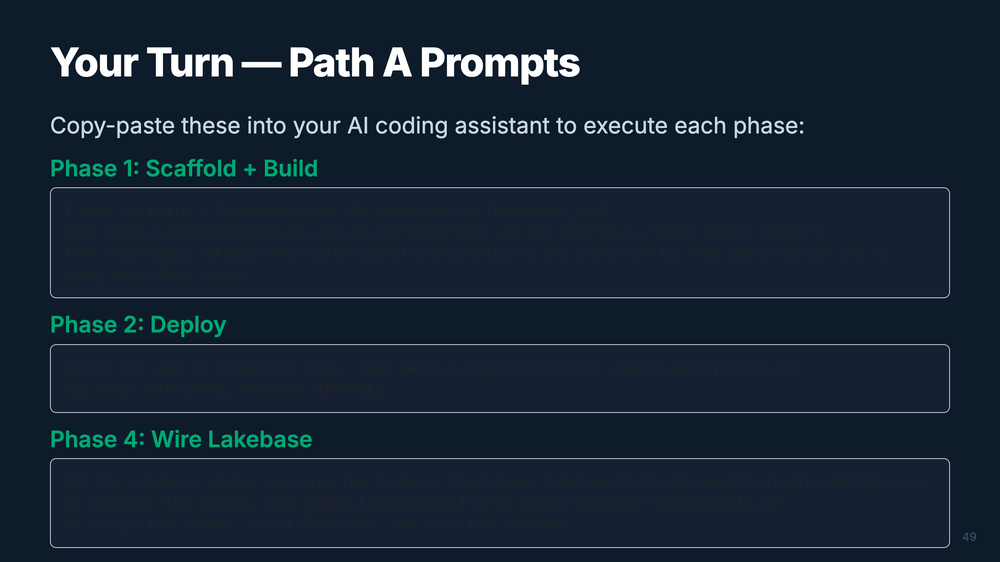 Your Turn — Path A Prompts
Copy-paste these into your AI coding assistant to execute each phase:
Phase 1: Scaffold + Build
I want to build a Databricks App. My workspace is {workspace_url}.
Read @apps_lakebase/skills/01-appkit-scaffold/SKILL.md and scaffold a blank AppKit project.
Then read @apps_lakebase/skills/02-appkit-build/SKILL.md and build the UI from @docs/design_prd.md
using mock data arrays.
Phase 2: Deploy
Deploy the app to Databricks Apps. Read @apps_lakebase/skills/03-appkit-deploy/SKILL.md
App name: $APP_NAME, Profile: $PROFILE
Phase 4: Wire Lakebase
Add the Lakebase plugin and wire the backend. Read @apps_lakebase/skills/04-appkit-plugin-add/SKILL.md
to register the plugin, then @apps_lakebase/skills/05-appkit-lakebase-wiring/SKILL.md
to design the schema, build CRUD APIs, and wire the frontend.
49